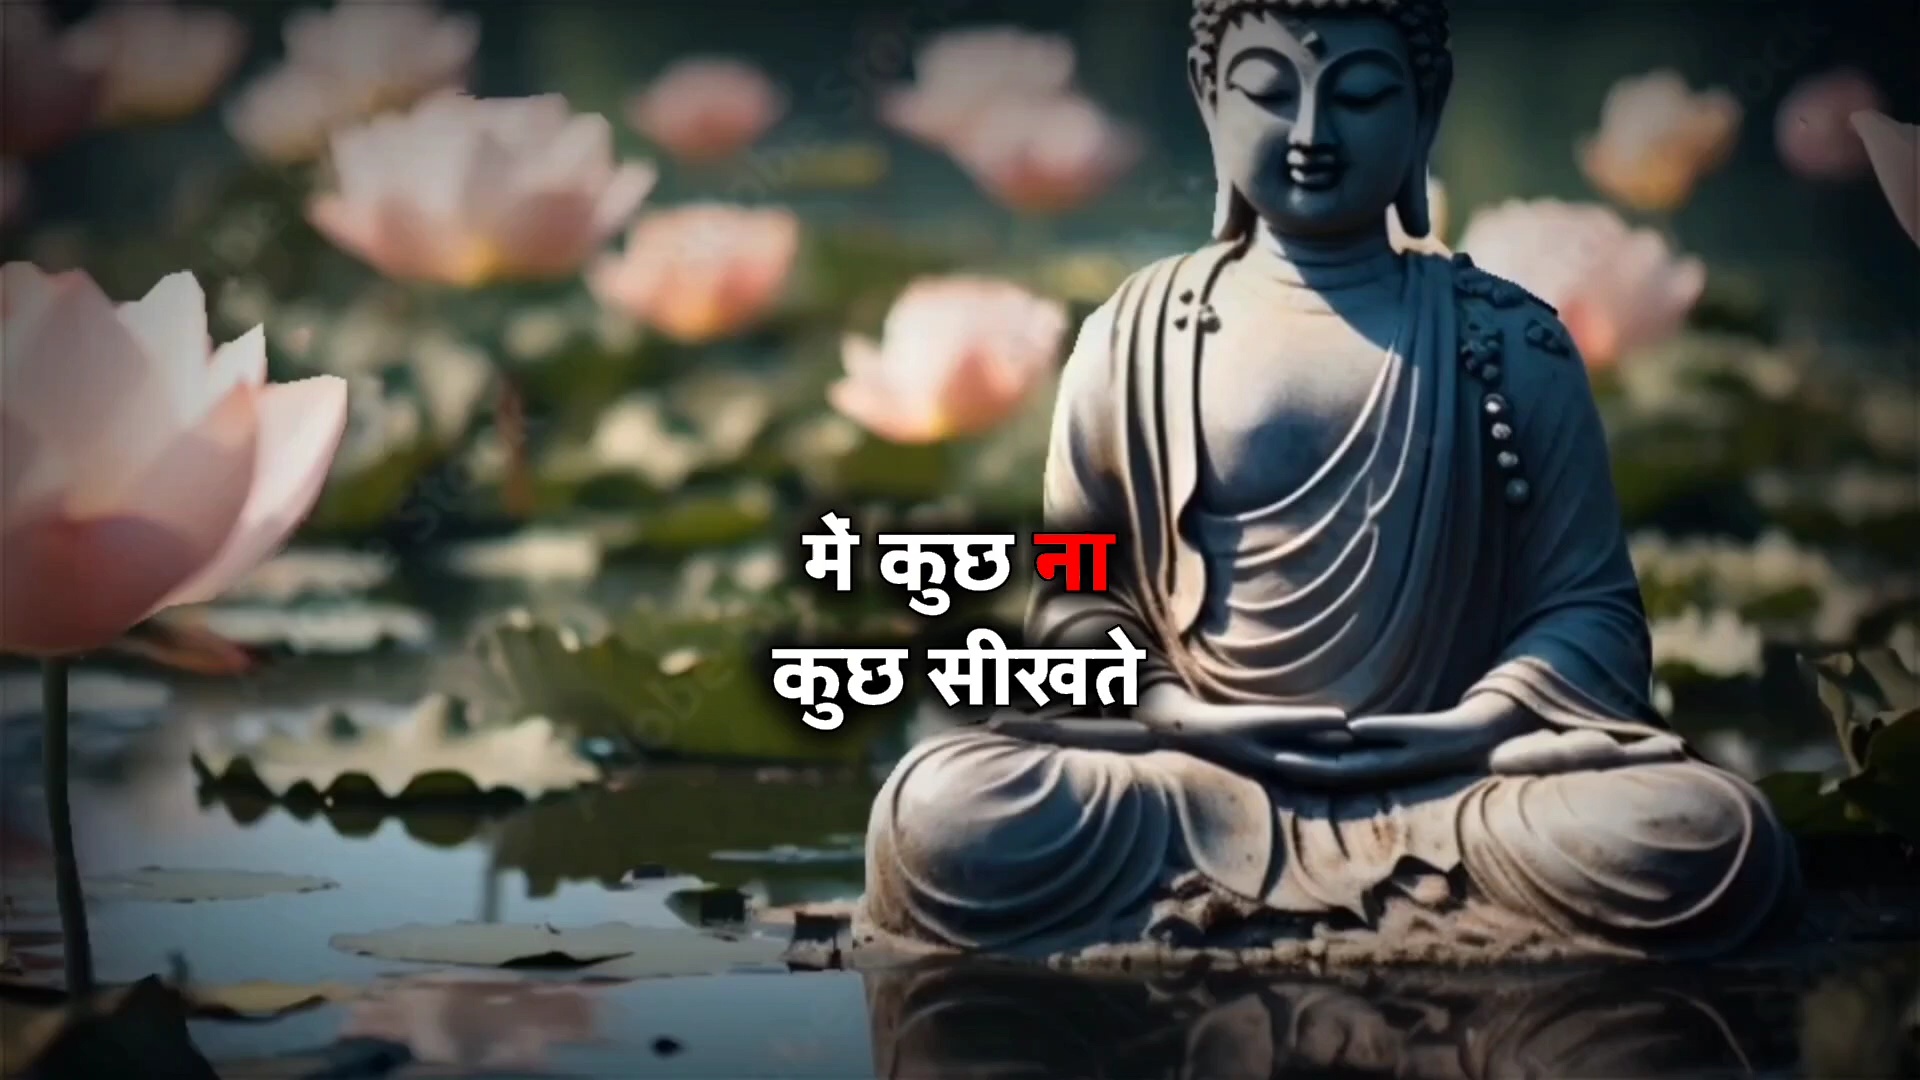 में कुछ ना
कुछ सीखते